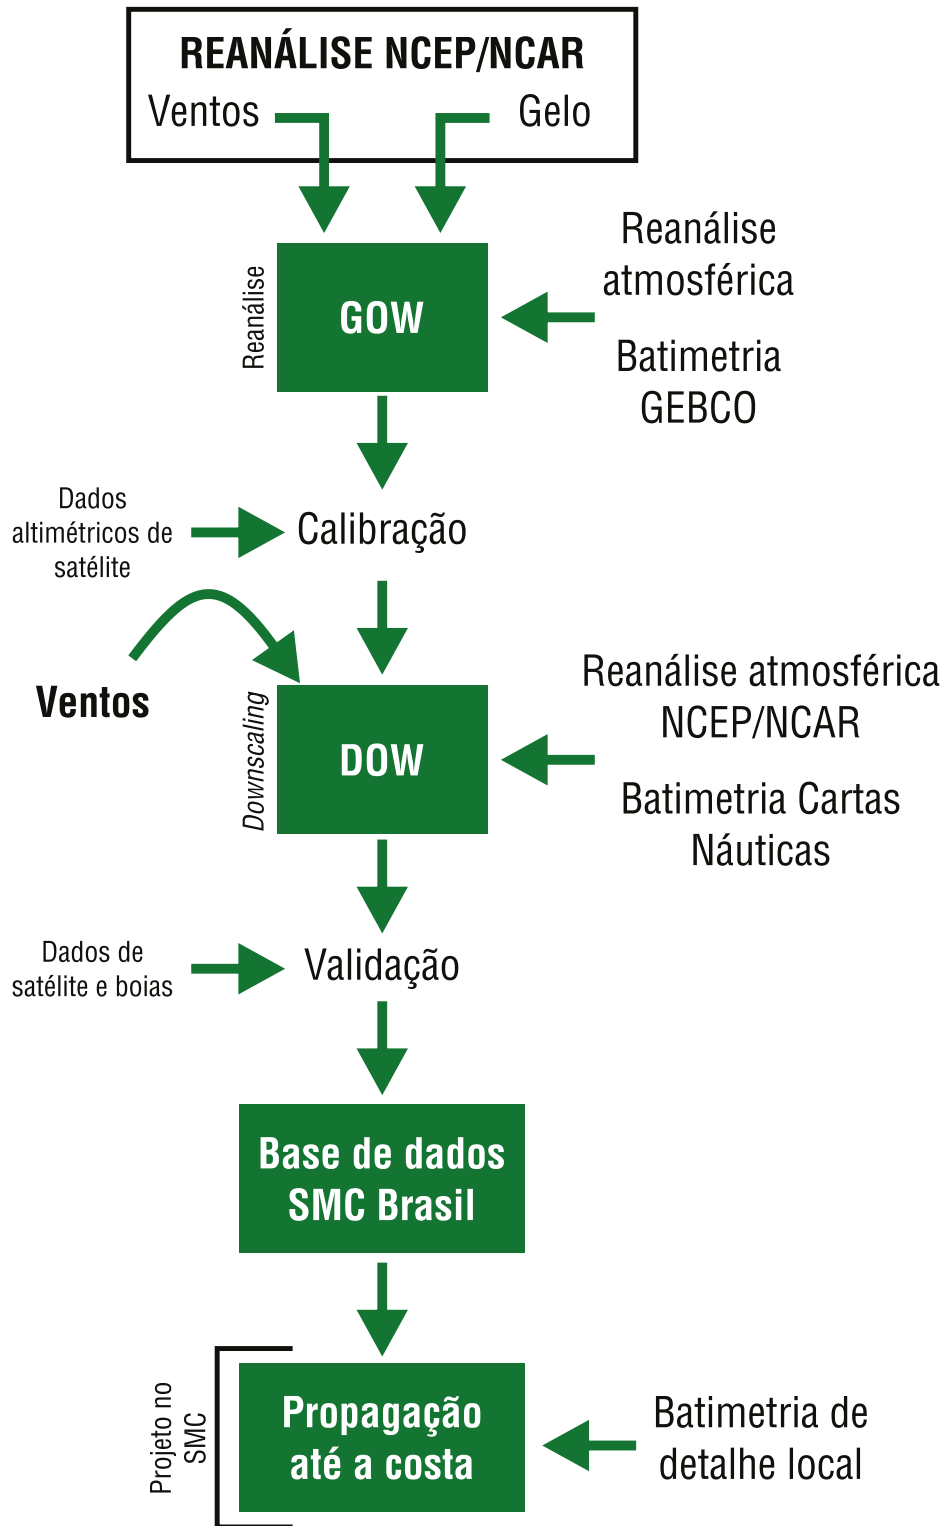 REANÁLISE NCEP/NCAR
Ventos
Gelo
Reanálise
GOW
Reanálise
atmosférica
Batimetria
GEBCO
Dados
altimétricos de
satélite
Calibração
Ventos
Downscaling
DOW
Reanálise atmosférica
NCEP/NCAR
Batimetria Cartas
Náuticas
Dados de
satélite e boias
Validação
Base de dados
SMC Brasil
Projeto no
SMC
Propagação
até a costa
Batimetria de
detalhe local